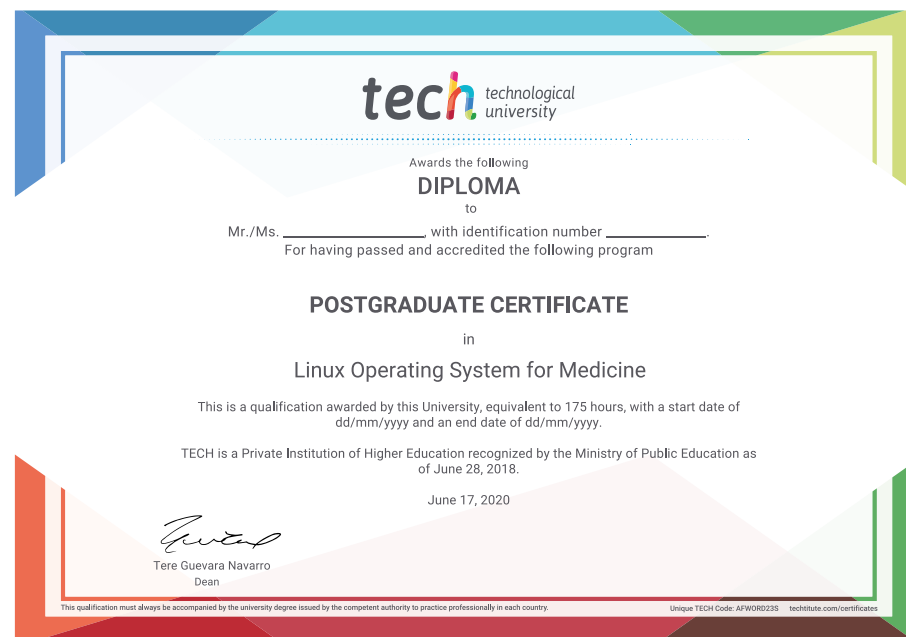 tech technological
university
Awards the following
DIPLOMA
to
Mr./Ms. ____________________, with identification number ______________.
For having passed and accredited the following program
POSTGRADUATE CERTIFICATE
in
Linux Operating System for Medicine
This is a qualification awarded by this University, equivalent to 175 hours, with a start date of
dd/mm/yyyy and an end date of dd/mm/yyyy.
TECH is a Private Institution of Higher Education recognized by the Ministry of Public Education as
of June 28, 2018.
June 17, 2020
Tere Guevara Navarro
Dean
This qualification must always be accompanied by the university degree issued by the competent authority to practice professionally in each country.
Unique TECH Code: AFWORD23S techtitute.com/certificates